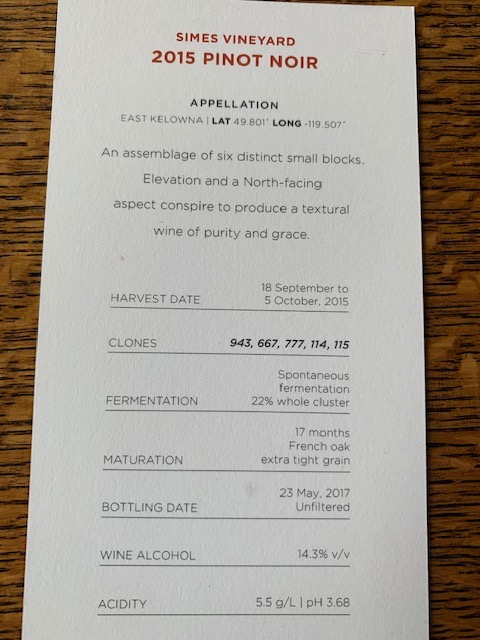 SIMES VINEYARD
2015 PINOT NOIR
APPELLATION
EAST KELOWNA | LAT 49.801° LONG -119.507°
An assemblage of six distinct small blocks.
Elevation and a North-facing
aspect conspire to produce a textural
wine of purity and grace.
HARVEST DATE
18 September to
5 October, 2015
CLONES
943, 667, 777, 114, 115
FERMENTATION
Spontaneous
fermentation
22% whole cluster
MATURATION
17 months
French oak
extra tight grain
BOTTLING DATE
23 May, 2017
Unfiltered
WINE ALCOHOL
14.3% v/v
ACIDITY
5.5 g/L | pH 3.68